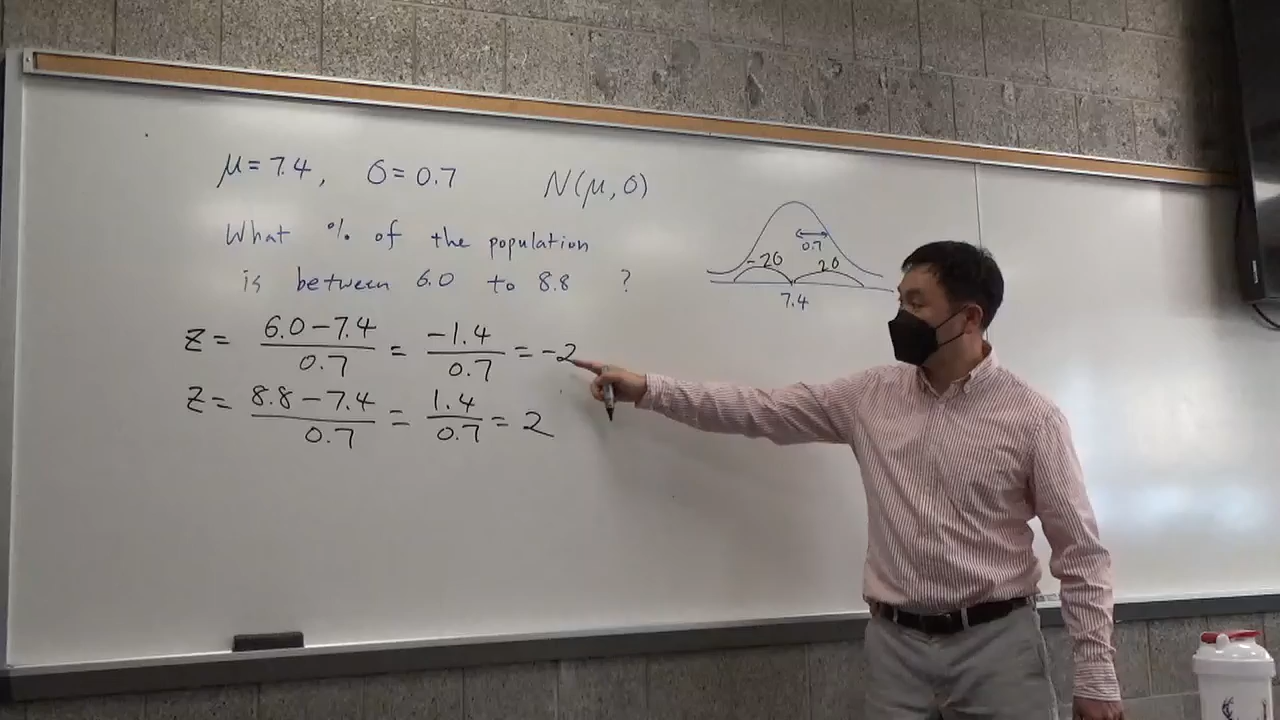 μ = 7.4, σ = 0.7 N(μ, σ)
What % of the population
is between 6.0 to 8.8 ?
z = 6.0 − 7.4 / 0.7 = −1.4 / 0.7 = −2
z = 8.8 − 7.4 / 0.7 = 1.4 / 0.7 = 2
0.7
−2σ 2σ
7.4